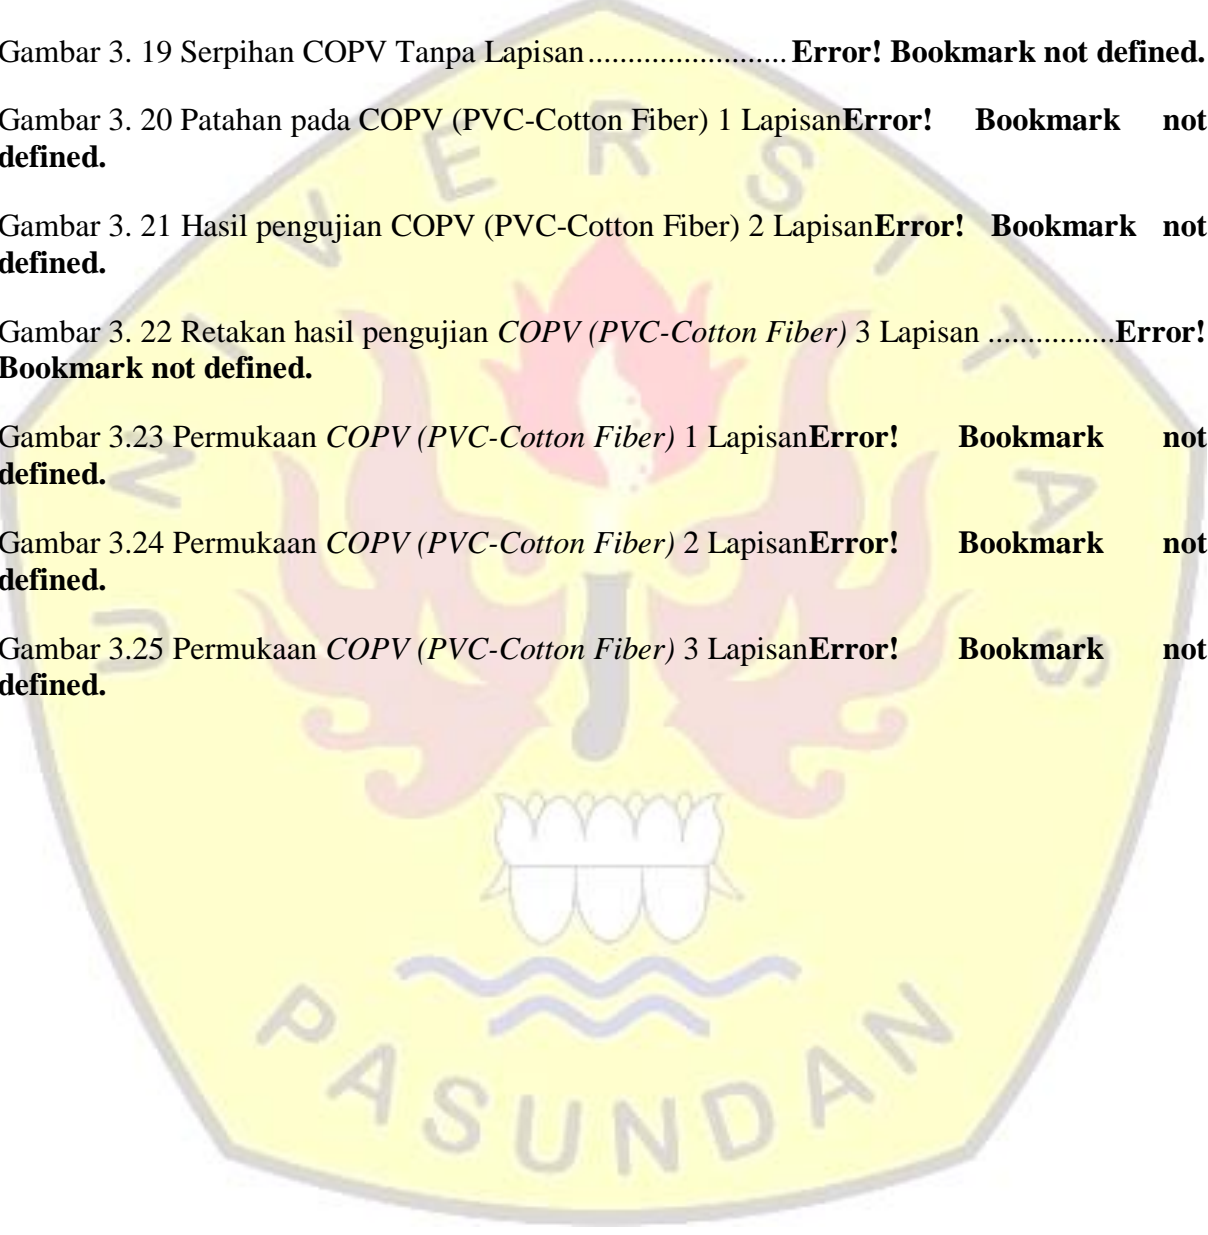 Gambar 3. 19 Serpihan COPV Tanpa Lapisan ......................... Error! Bookmark not defined.
Gambar 3. 20 Patahan pada COPV (PVC-Cotton Fiber) 1 LapisanError! Bookmark not
defined.
Gambar 3. 21 Hasil pengujian COPV (PVC-Cotton Fiber) 2 LapisanError! Bookmark not
defined.
Gambar 3. 22 Retakan hasil pengujian COPV (PVC-Cotton Fiber) 3 Lapisan ................Error!
Bookmark not defined.
Gambar 3.23 Permukaan COPV (PVC-Cotton Fiber) 1 LapisanError! Bookmark not
defined.
Gambar 3.24 Permukaan COPV (PVC-Cotton Fiber) 2 LapisanError! Bookmark not
defined.
Gambar 3.25 Permukaan COPV (PVC-Cotton Fiber) 3 LapisanError! Bookmark not
defined.
UNIVERSITAS
PASUNDAN